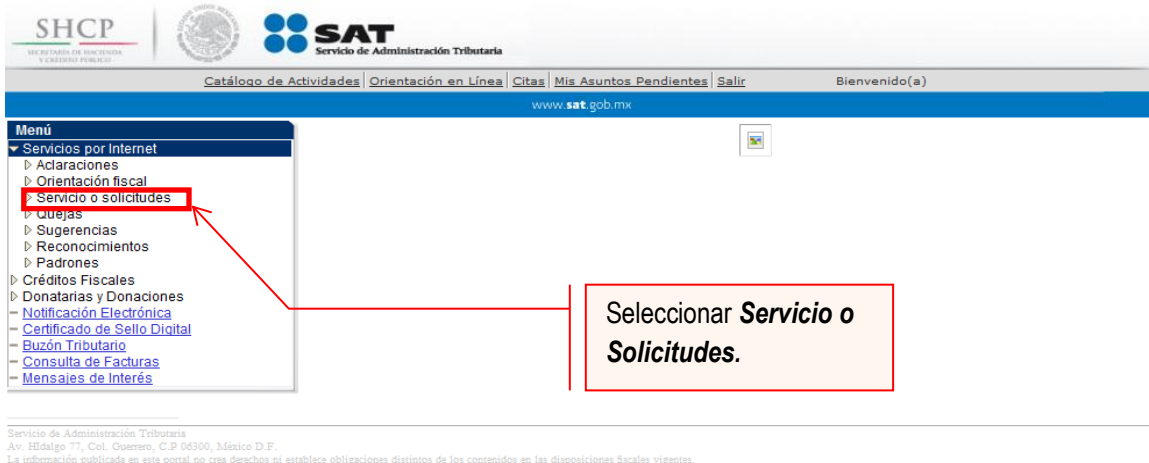 SHCP
SECRETARÍA DE HACIENDA
Y CRÉDITO PÚBLICO
SAT
Servicio de Administración Tributaria
Catálogo de Actividades Orientación en Línea Citas Mis Asuntos Pendientes Salir Bienvenido(a)
www.sat.gob.mx
Menú
Servicios por Internet
Aclaraciones
Orientación fiscal
Servicio o solicitudes
Quejas
Sugerencias
Reconocimientos
Padrones
Créditos Fiscales
Donatarias y Donaciones
Notificación Electrónica
Certificado de Sello Digital
Buzón Tributario
Consulta de Facturas
Mensajes de Interés
Seleccionar Servicio o
Solicitudes.
Servicio de Administración Tributaria
Av. HIdalgo 77, Col. Guerrero, C.P 06300, México D.F.
La información publicada en este portal no crea derechos ni establece obligaciones distintos de los contenidos en las disposiciones fiscales vigentes.